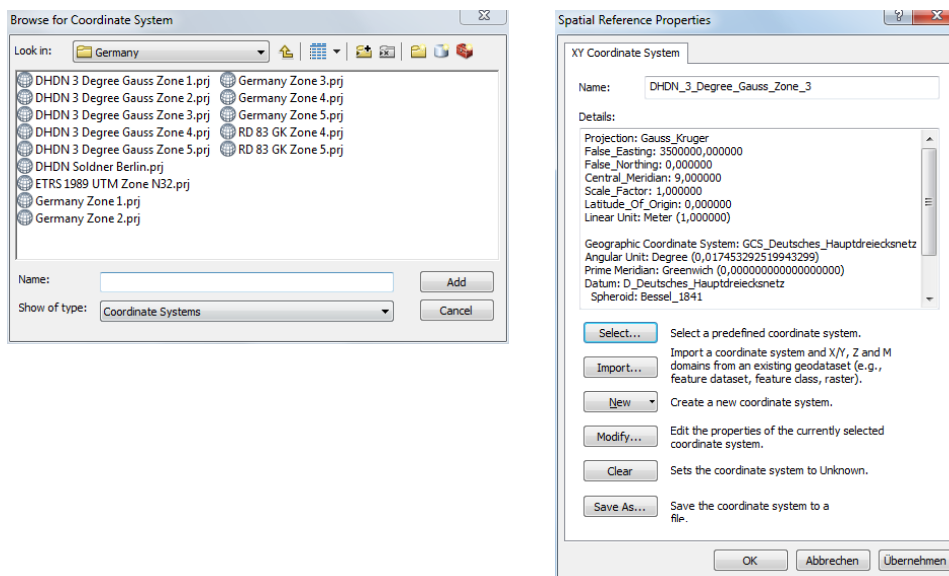 Browse for Coordinate System
Look in: Germany
DHDN 3 Degree Gauss Zone 1.prj
DHDN 3 Degree Gauss Zone 2.prj
DHDN 3 Degree Gauss Zone 3.prj
DHDN 3 Degree Gauss Zone 4.prj
DHDN 3 Degree Gauss Zone 5.prj
DHDN Soldner Berlin.prj
ETRS 1989 UTM Zone N32.prj
Germany Zone 1.prj
Germany Zone 2.prj
Germany Zone 3.prj
Germany Zone 4.prj
Germany Zone 5.prj
RD 83 GK Zone 4.prj
RD 83 GK Zone 5.prj
Name:
Add
Show of type: Coordinate Systems
Cancel
Spatial Reference Properties
XY Coordinate System
Name: DHDN_3_Degree_Gauss_Zone_3
Details:
Projection: Gauss_Kruger
False_Easting: 3500000,000000
False_Northing: 0,000000
Central_Meridian: 9,000000
Scale_Factor: 1,000000
Latitude_Of_Origin: 0,000000
Linear Unit: Meter (1,000000)
Geographic Coordinate System: GCS_Deutsches_Hauptdreiecksnetz
Angular Unit: Degree (0,017453292519943299)
Prime Meridian: Greenwich (0,000000000000000000)
Datum: D_Deutsches_Hauptdreiecksnetz
Spheroid: Bessel_1841
Select... Select a predefined coordinate system.
Import... Import a coordinate system and X/Y, Z and M
domains from an existing geodataset (e.g.,
feature dataset, feature class, raster).
New Create a new coordinate system.
Modify... Edit the properties of the currently selected
coordinate system.
Clear Sets the coordinate system to Unknown.
Save As... Save the coordinate system to a
file.
OK Abbrechen Übernehmen